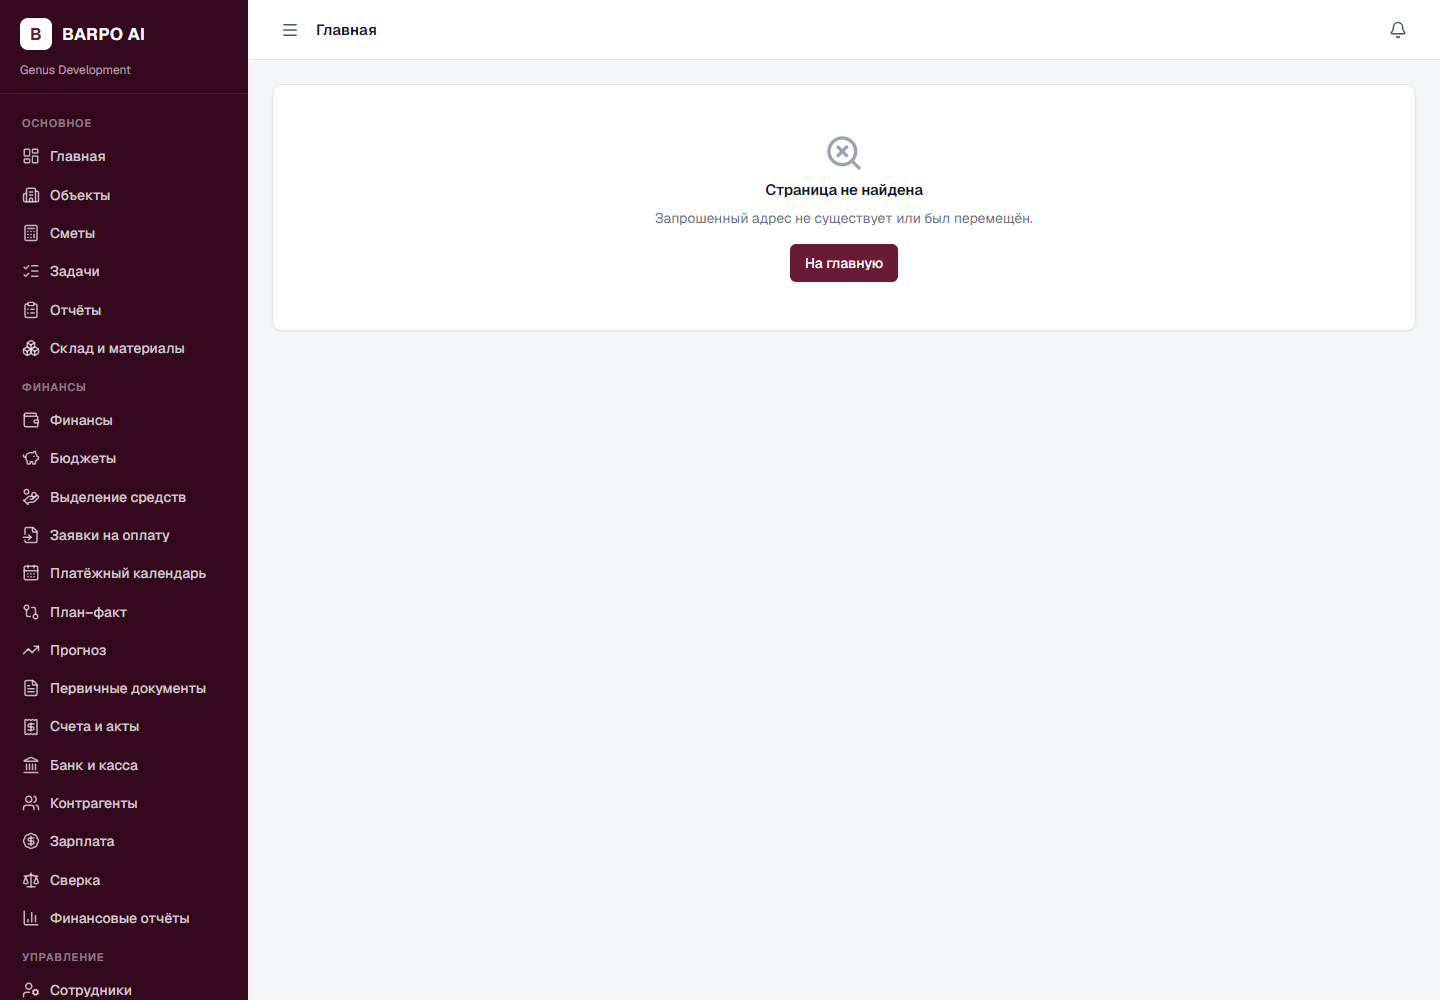 B BARPO AI
Genus Development
ОСНОВНОЕ
Главная
Объекты
Сметы
Задачи
Отчёты
Склад и материалы
ФИНАНСЫ
Финансы
Бюджеты
Выделение средств
Заявки на оплату
Платёжный календарь
План–факт
Прогноз
Первичные документы
Счета и акты
Банк и касса
Контрагенты
Зарплата
Сверка
Финансовые отчёты
УПРАВЛЕНИЕ
Сотрудники
Главная
Страница не найдена
Запрошенный адрес не существует или был перемещён.
На главную